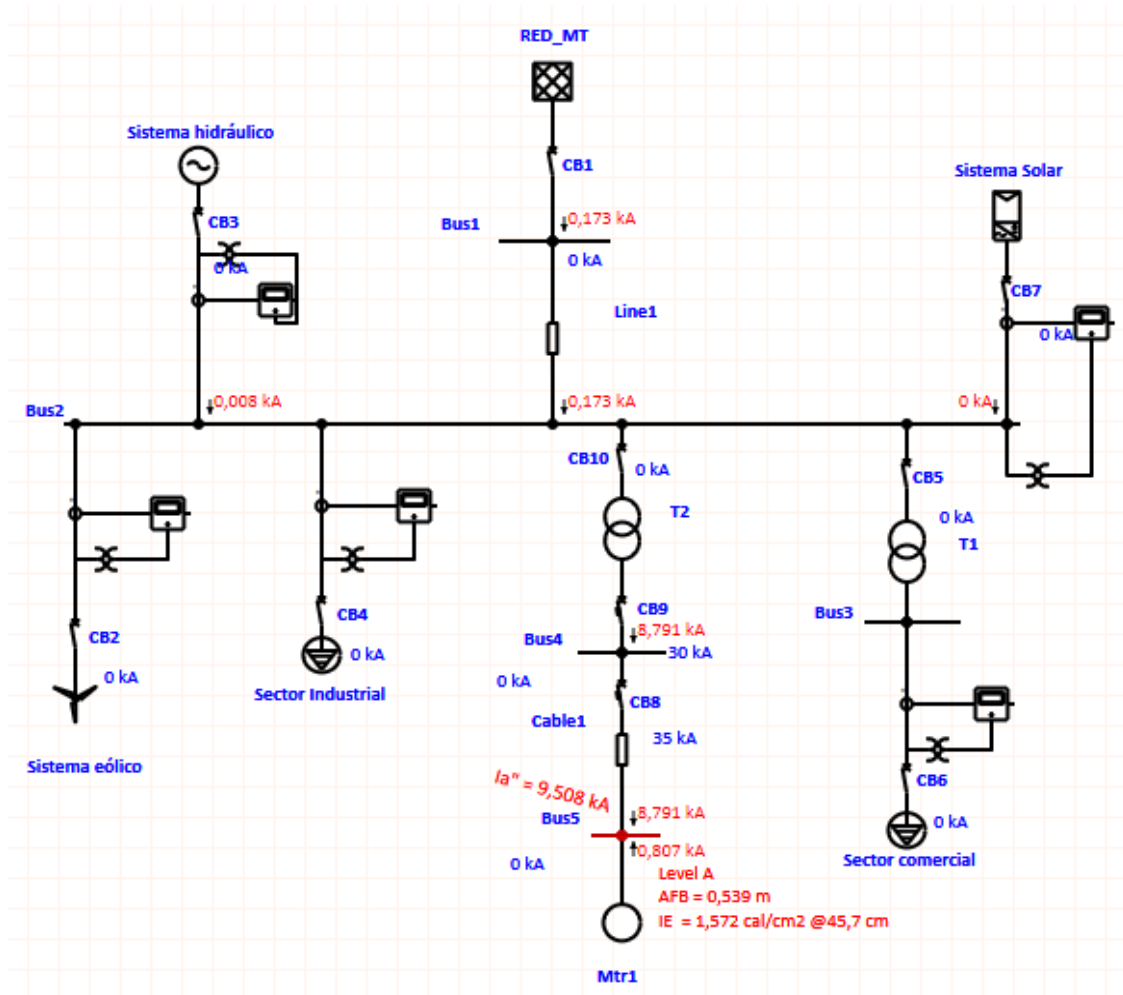 RED_MT
Sistema hidráulico
CB1
Sistema Solar
CB3
Bus1
0,173 kA
0 kA
0 kA
CB7
Line1
0 kA
Bus2
0,008 kA
0,173 kA
0 kA
CB10
0 kA
CB5
T2
0 kA
T1
CB2
CB4
CB9
Bus3
8,791 kA
Bus4
30 kA
0 kA
0 kA
0 kA
Sector Industrial
CB8
Cable1
35 kA
Sistema eólico
Ia" = 9,508 kA
CB6
Bus5
8,791 kA
0 kA
0,807 kA
0 kA
Sector comercial
Level A
AFB = 0,539 m
IE = 1,572 cal/cm2 @45,7 cm
Mtr1